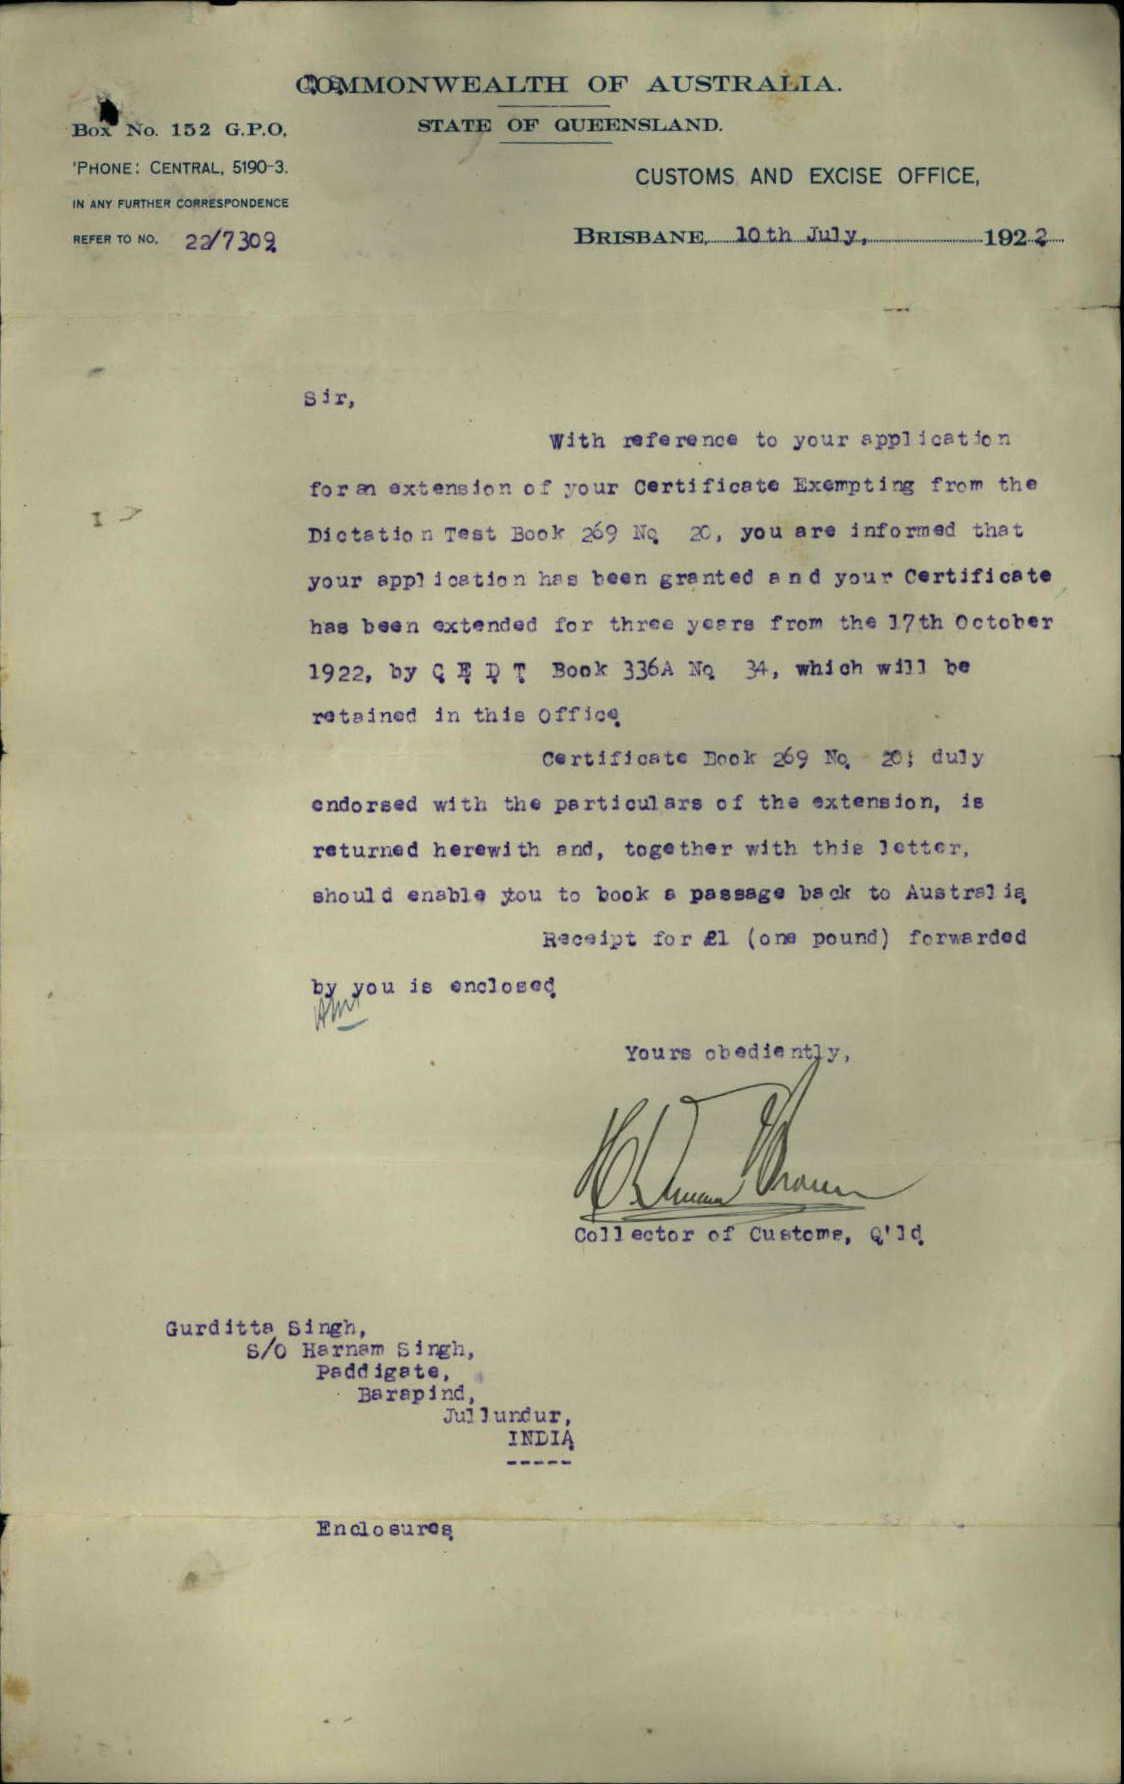 COMMONWEALTH OF AUSTRALIA.
STATE OF QUEENSLAND.
Box No. 152 G.P.O.
'PHONE: CENTRAL, 5190-3.
CUSTOMS AND EXCISE OFFICE,
IN ANY FURTHER CORRESPONDENCE
REFER TO NO. 22/7309
BRISBANE, 10th July, 1922
Sir,
With reference to your application
for an extension of your Certificate Exempting from the
Dictation Test Book 269 No. 20, you are informed that
your application has been granted and your Certificate
has been extended for three years from the 17th October
1922, by C.E.D.T. Book 336A No. 34, which will be
retained in this Office.
Certificate Book 269 No. 20; duly
endorsed with the particulars of the extension, is
returned herewith and, together with this letter,
should enable you to book a passage back to Australia.
Receipt for £1 (one pound) forwarded
by you is enclosed.
Yours obediently,
Collector of Customs, Q'ld.
Gurditta Singh,
S/O Harnam Singh,
Paddigate,
Barapind,
Jullundur,
INDIA.
-----
Enclosures.